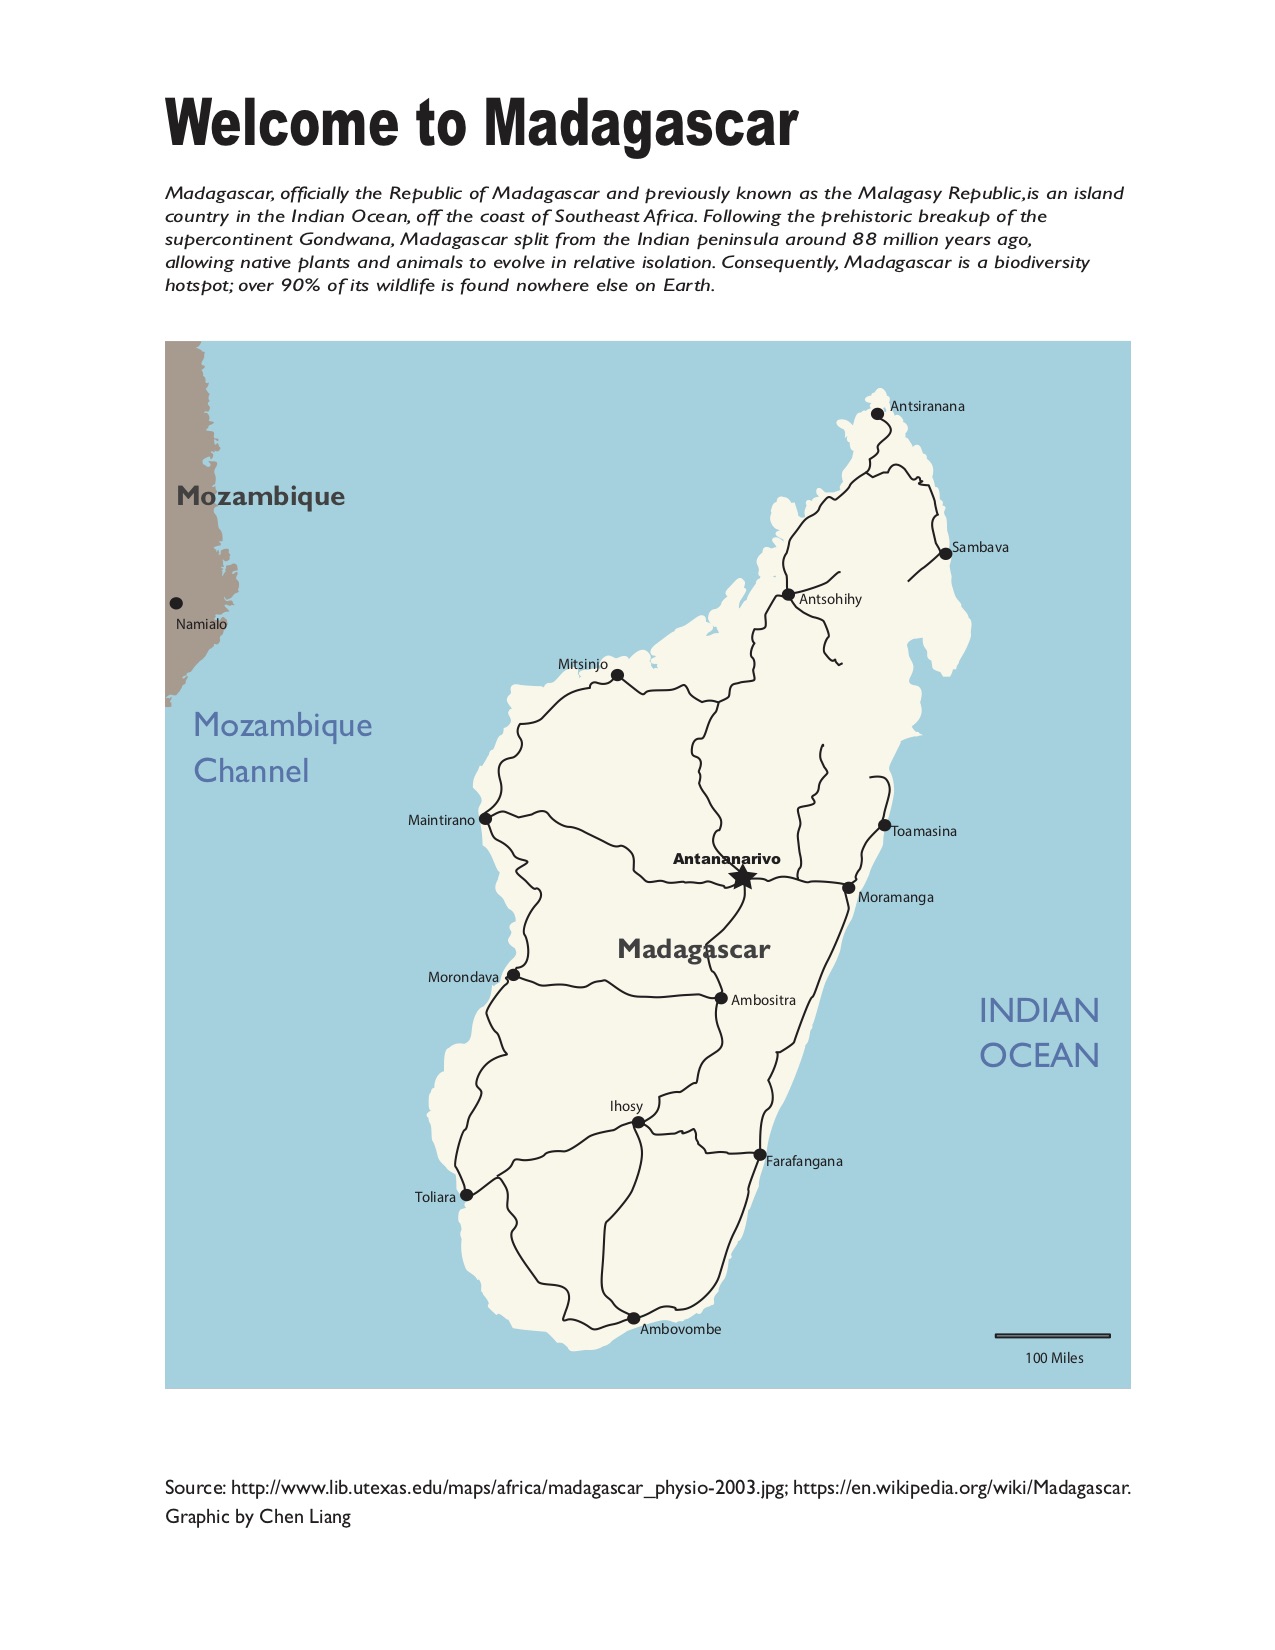 Welcome to Madagascar
Madagascar, officially the Republic of Madagascar and previously known as the Malagasy Republic,is an island
country in the Indian Ocean, off the coast of Southeast Africa. Following the prehistoric breakup of the
supercontinent Gondwana, Madagascar split from the Indian peninsula around 88 million years ago,
allowing native plants and animals to evolve in relative isolation. Consequently, Madagascar is a biodiversity
hotspot; over 90% of its wildlife is found nowhere else on Earth.
Antsiranana
Mozambique
Sambava
Antsohihy
Namialo
Mitsinjo
Mozambique
Channel
Maintirano
Toamasina
Antananarivo
Moramanga
Madagascar
Morondava
Ambositra
INDIAN
OCEAN
Ihosy
Farafangana
Toliara
Ambovombe
100 Miles
Source: http://www.lib.utexas.edu/maps/africa/madagascar_physio-2003.jpg; https://en.wikipedia.org/wiki/Madagascar.
Graphic by Chen Liang